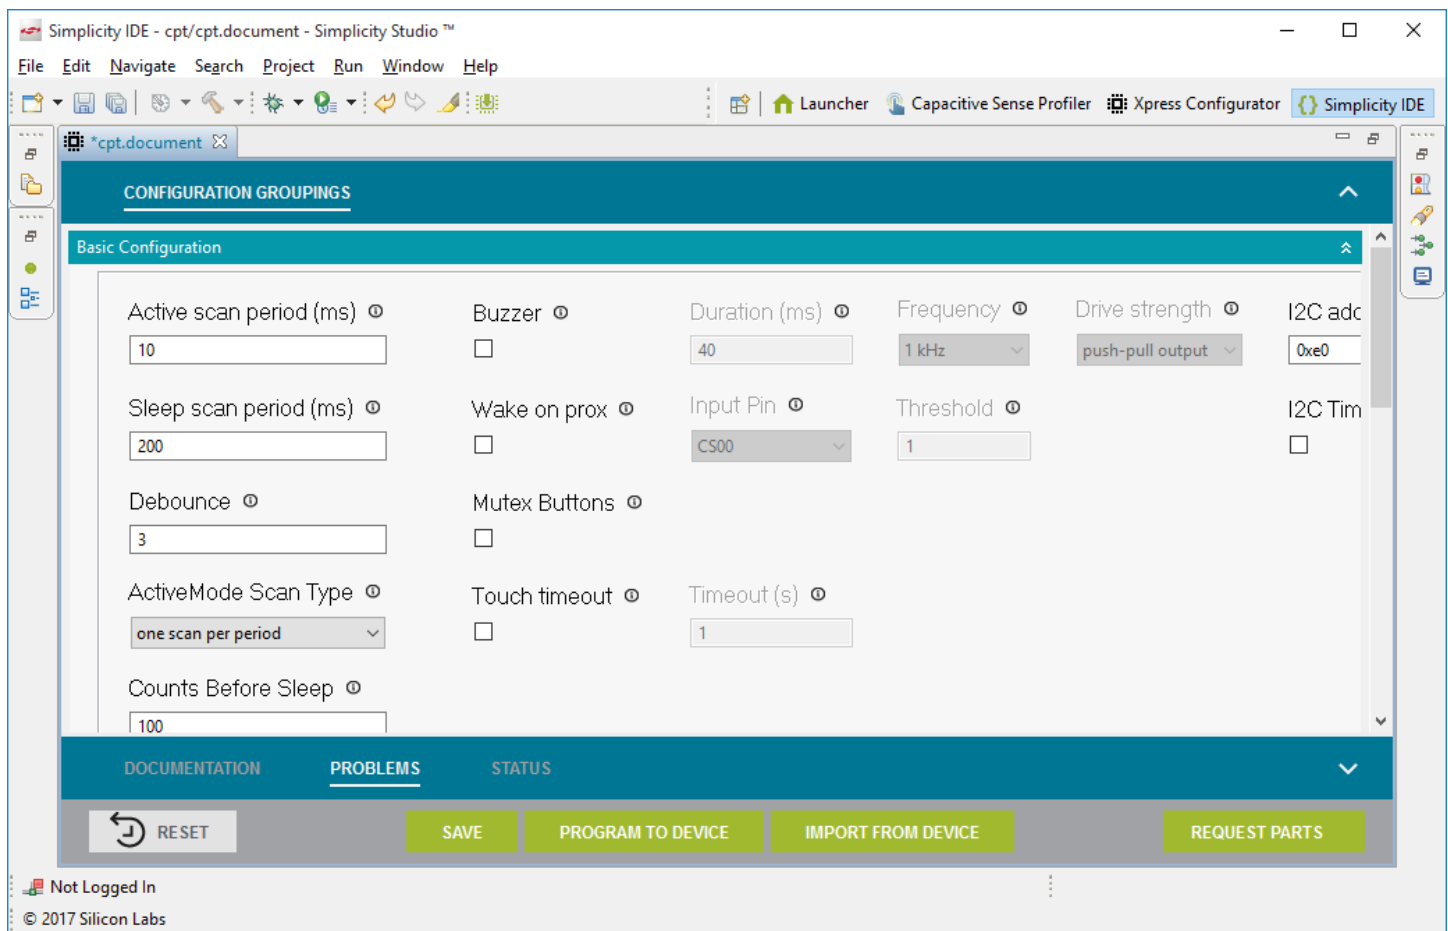 Simplicity IDE - cpt/cpt.document - Simplicity Studio ™
File Edit Navigate Search Project Run Window Help
Launcher Capacitive Sense Profiler Xpress Configurator Simplicity IDE
*cpt.document
CONFIGURATION GROUPINGS
Basic Configuration
Active scan period (ms) Buzzer Duration (ms) Frequency Drive strength I2C adc
10 40 1 kHz push-pull output 0xe0
Sleep scan period (ms) Wake on prox Input Pin Threshold I2C Tim
200 CS00 1
Debounce Mutex Buttons
3
ActiveMode Scan Type Touch timeout Timeout (s)
one scan per period 1
Counts Before Sleep
100
DOCUMENTATION PROBLEMS STATUS
RESET SAVE PROGRAM TO DEVICE IMPORT FROM DEVICE REQUEST PARTS
Not Logged In
© 2017 Silicon Labs